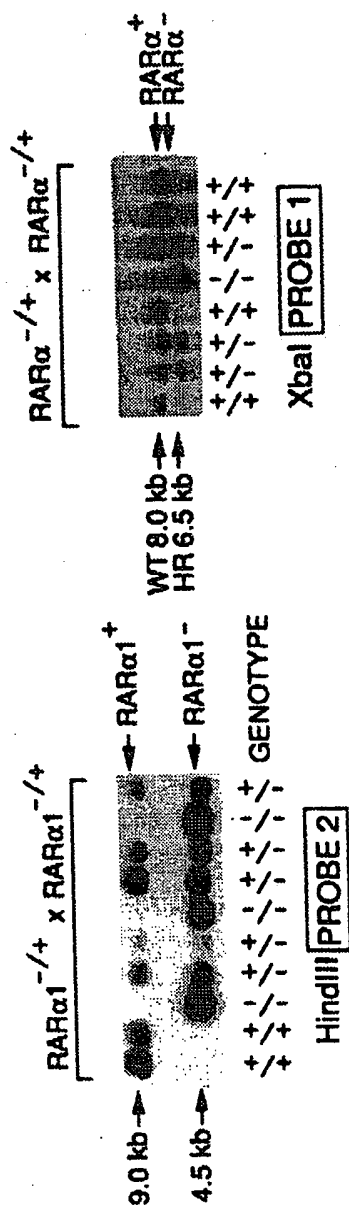 RARα1⁻/⁺ x RARα1⁻/⁺
9.0 kb→ ←RARα1⁺
4.5 kb→ ←RARα1⁻
+/+ +/+ -/- +/- +/- -/- +/- +/- -/- +/- GENOTYPE
HindIII PROBE 2
RARα⁻/⁺ x RARα⁻/⁺
WT 8.0 kb→ ←RARα⁺
HR 6.5 kb→ ←RARα⁻
+/+ +/- +/- +/+ -/- +/- +/+ +/+
XbaI PROBE 1